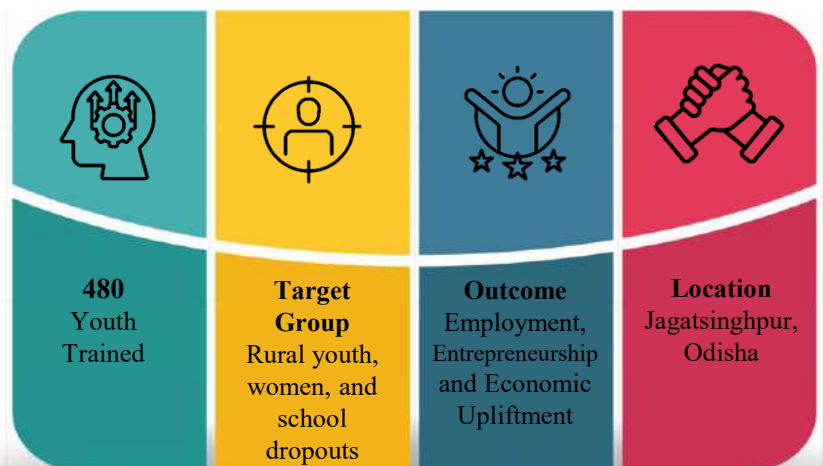 480
Youth
Trained
Target
Group
Rural youth,
women, and
school
dropouts
Outcome
Employment,
Entrepreneurship
and Economic
Upliftment
Location
Jagatsinghpur,
Odisha